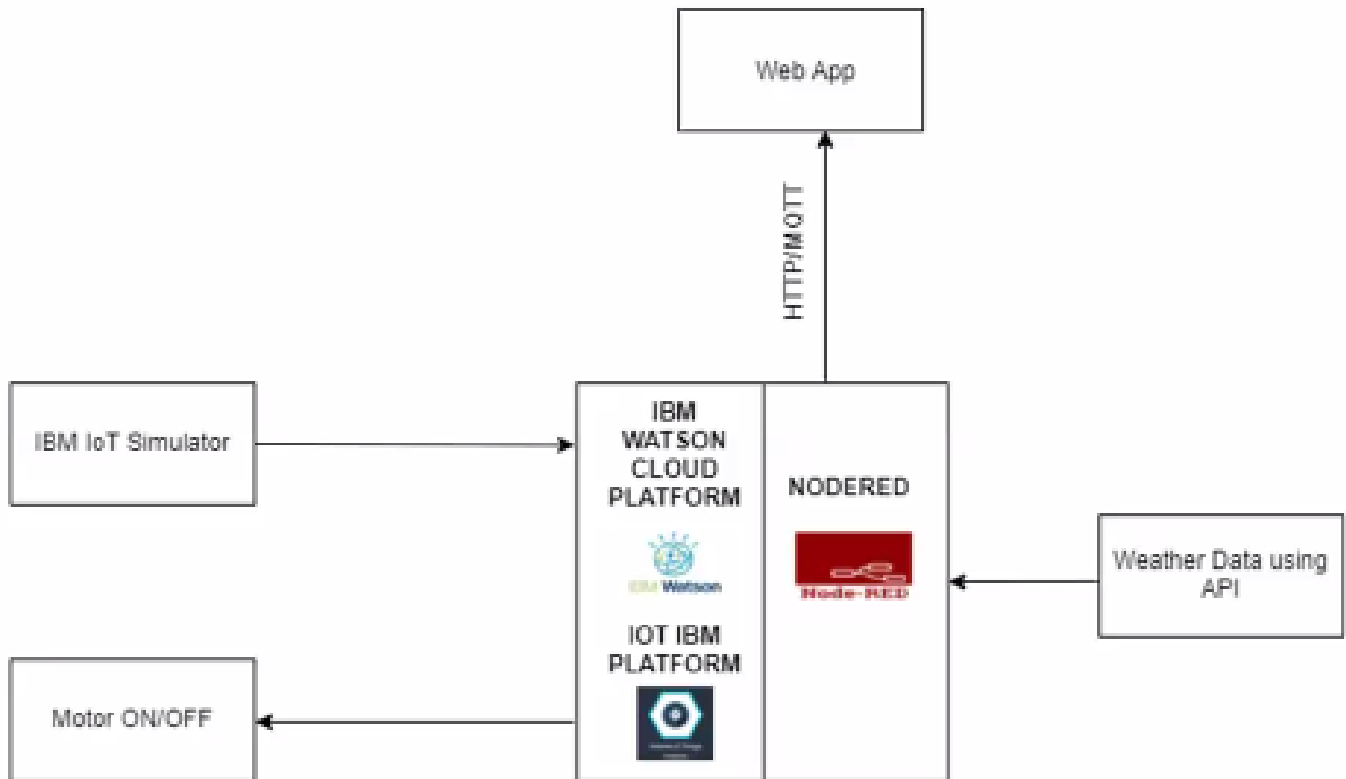 Web App
HTTP/MQTT
IBM IoT Simulator
IBM
WATSON
CLOUD
PLATFORM
IBM Watson
IOT IBM
PLATFORM
NODERED
Node-RED
Weather Data using
API
Motor ON/OFF